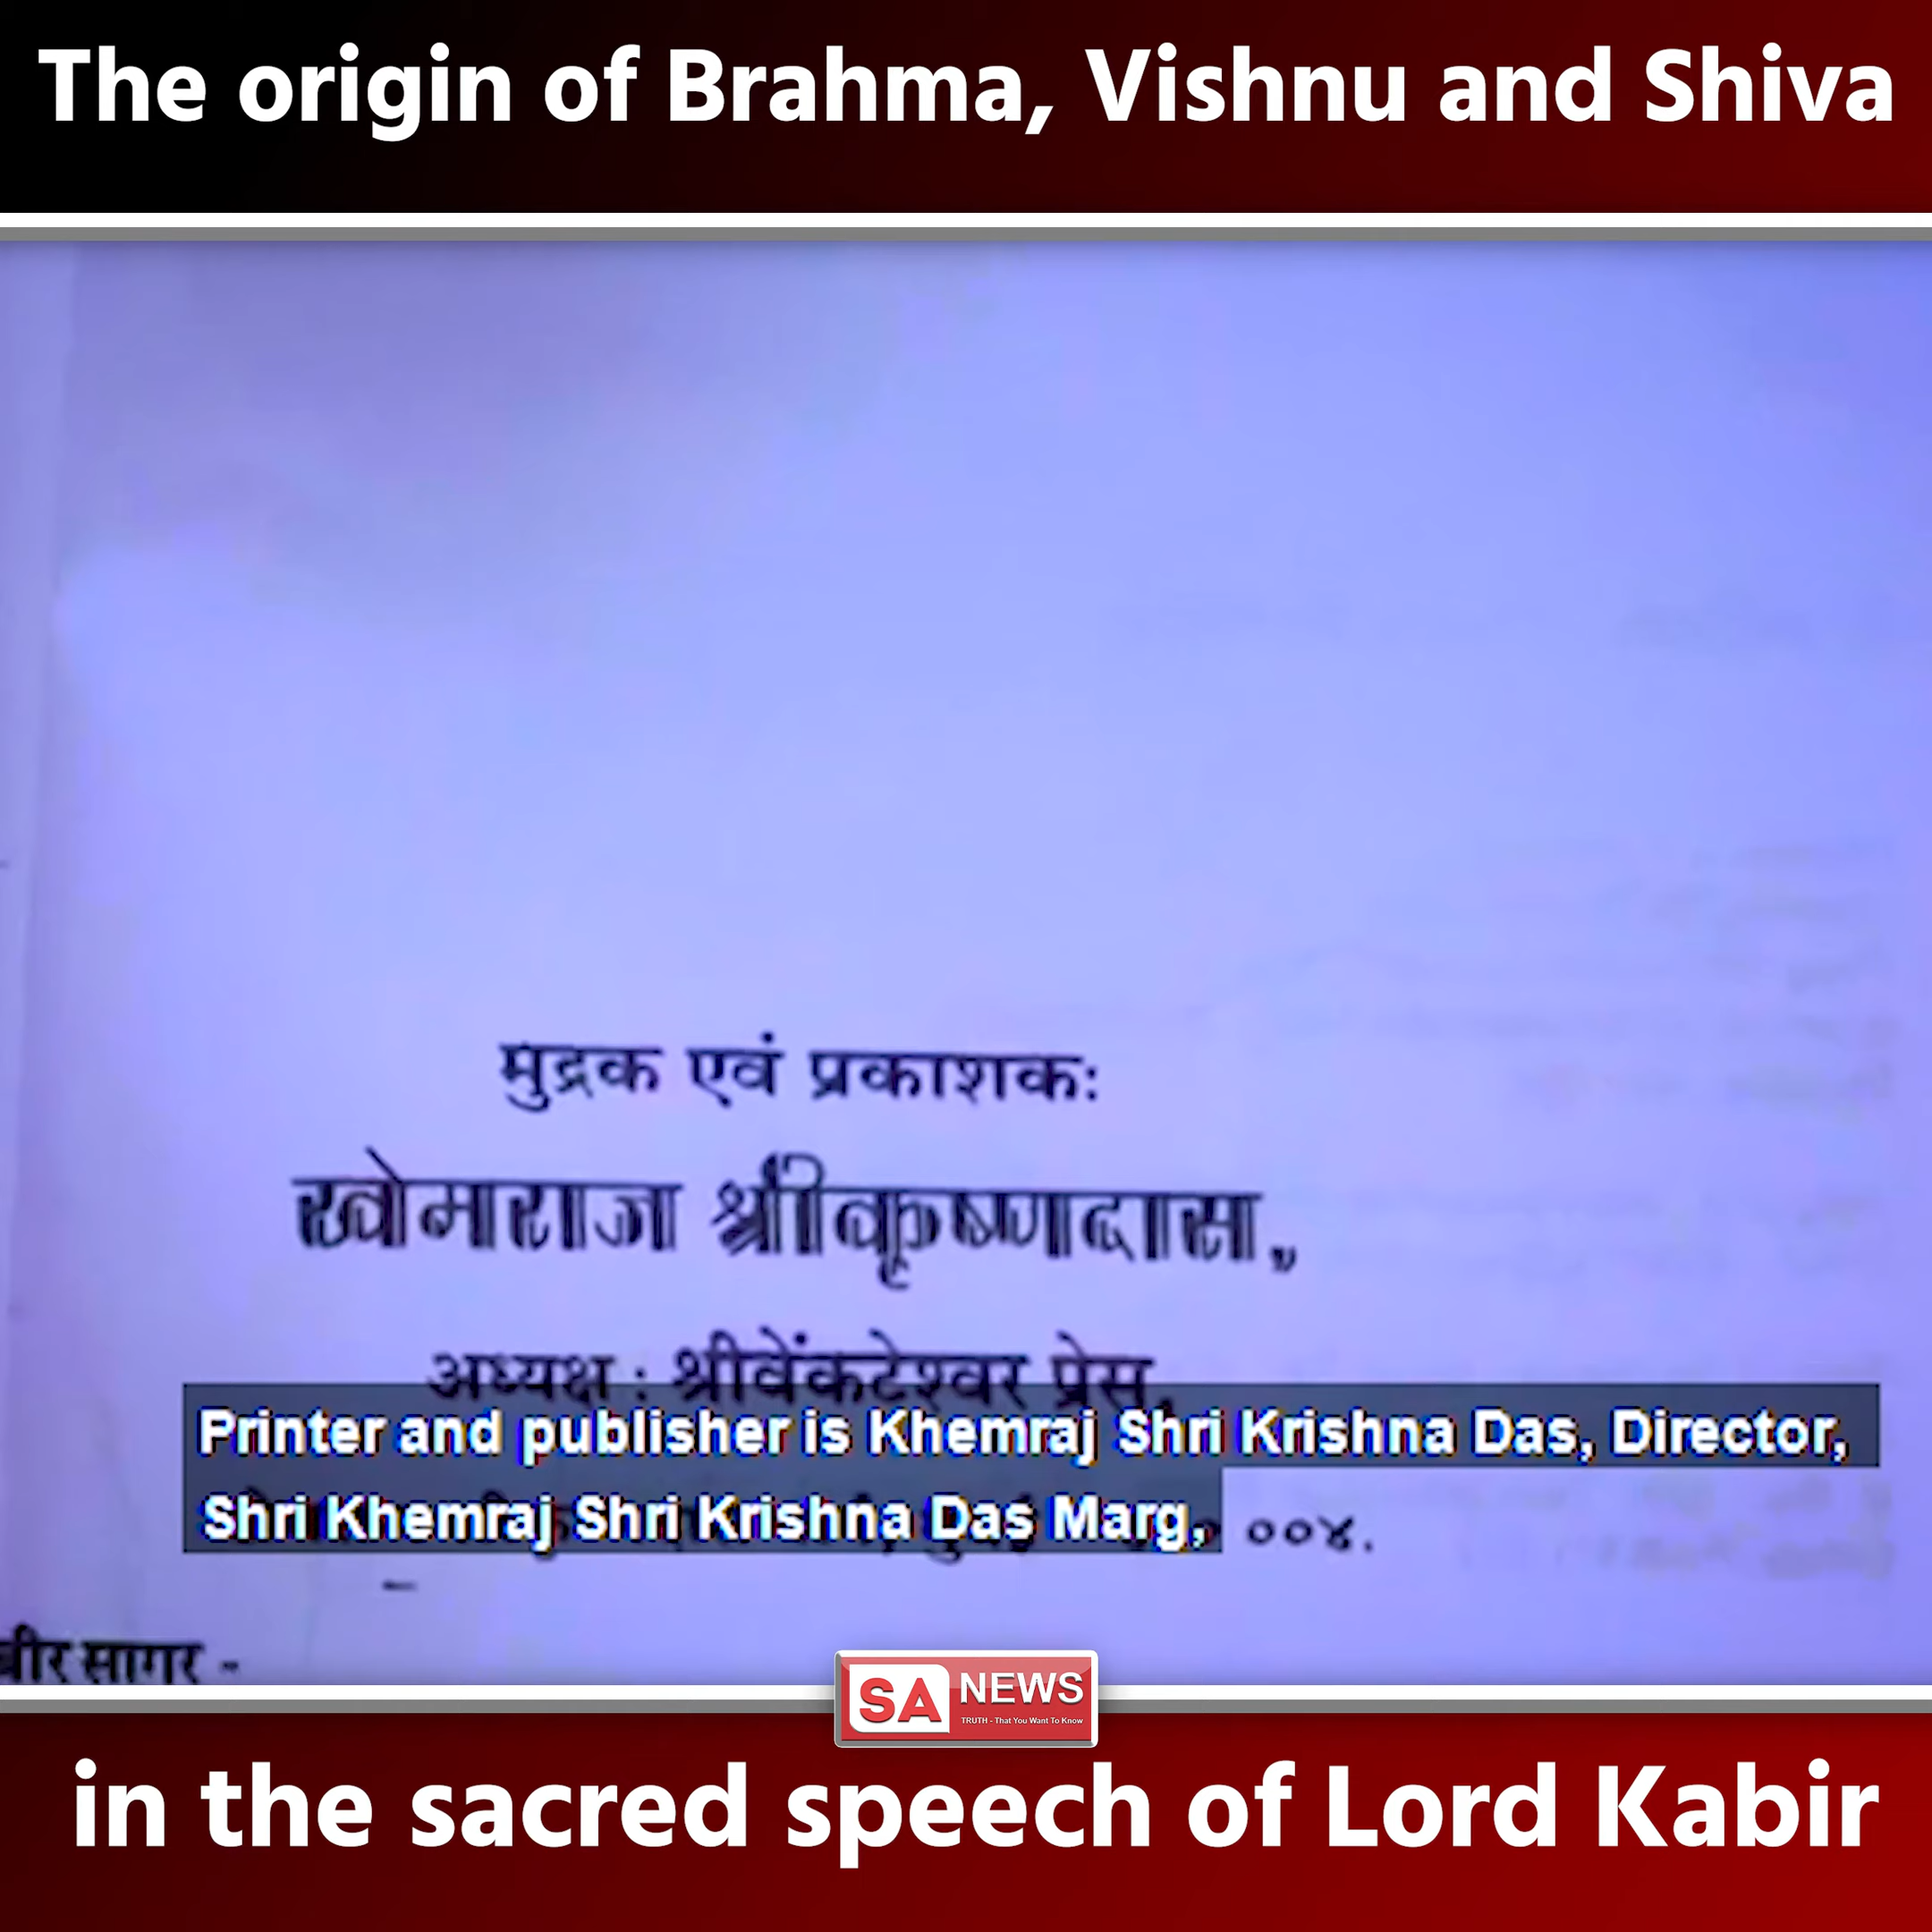 The origin of Brahma, Vishnu and Shiva
मुद्रक एवं प्रकाशक:
खेमराज श्रीकृष्णदास,
अध्यक्ष : श्रीवेंकटेश्वर प्रेस,
Printer and publisher is Khemraj Shri Krishna Das, Director,
Shri Khemraj Shri Krishna Das Marg,
००४.
सागर -
SA NEWS
TRUTH - That You Want To Know
in the sacred speech of Lord Kabir